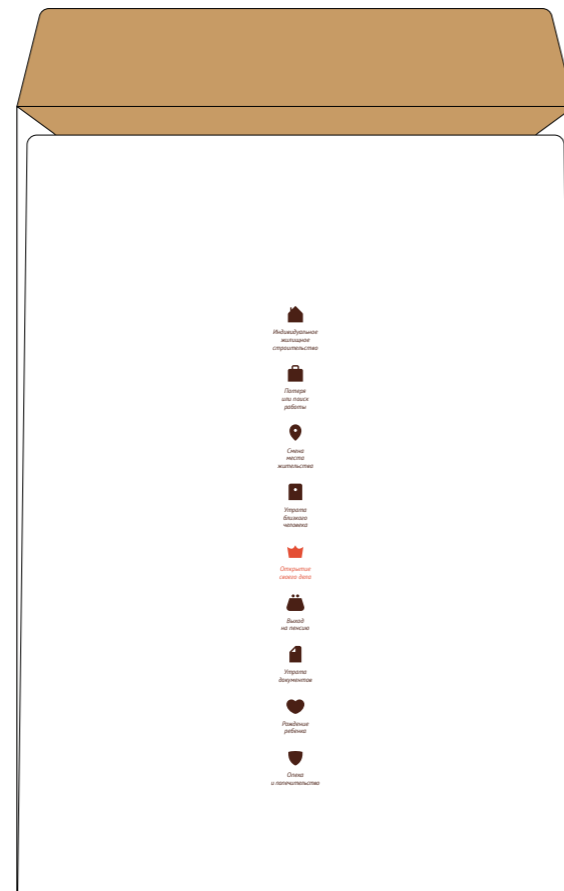 Индивидуальное
жилищное
строительство
Потеря
или поиск
работы
Смена
места
жительства
Утрата
близкого
человека
Открытие
своего дела
Выход
на пенсию
Утрата
документов
Рождение
ребенка
Опека
и попечительство